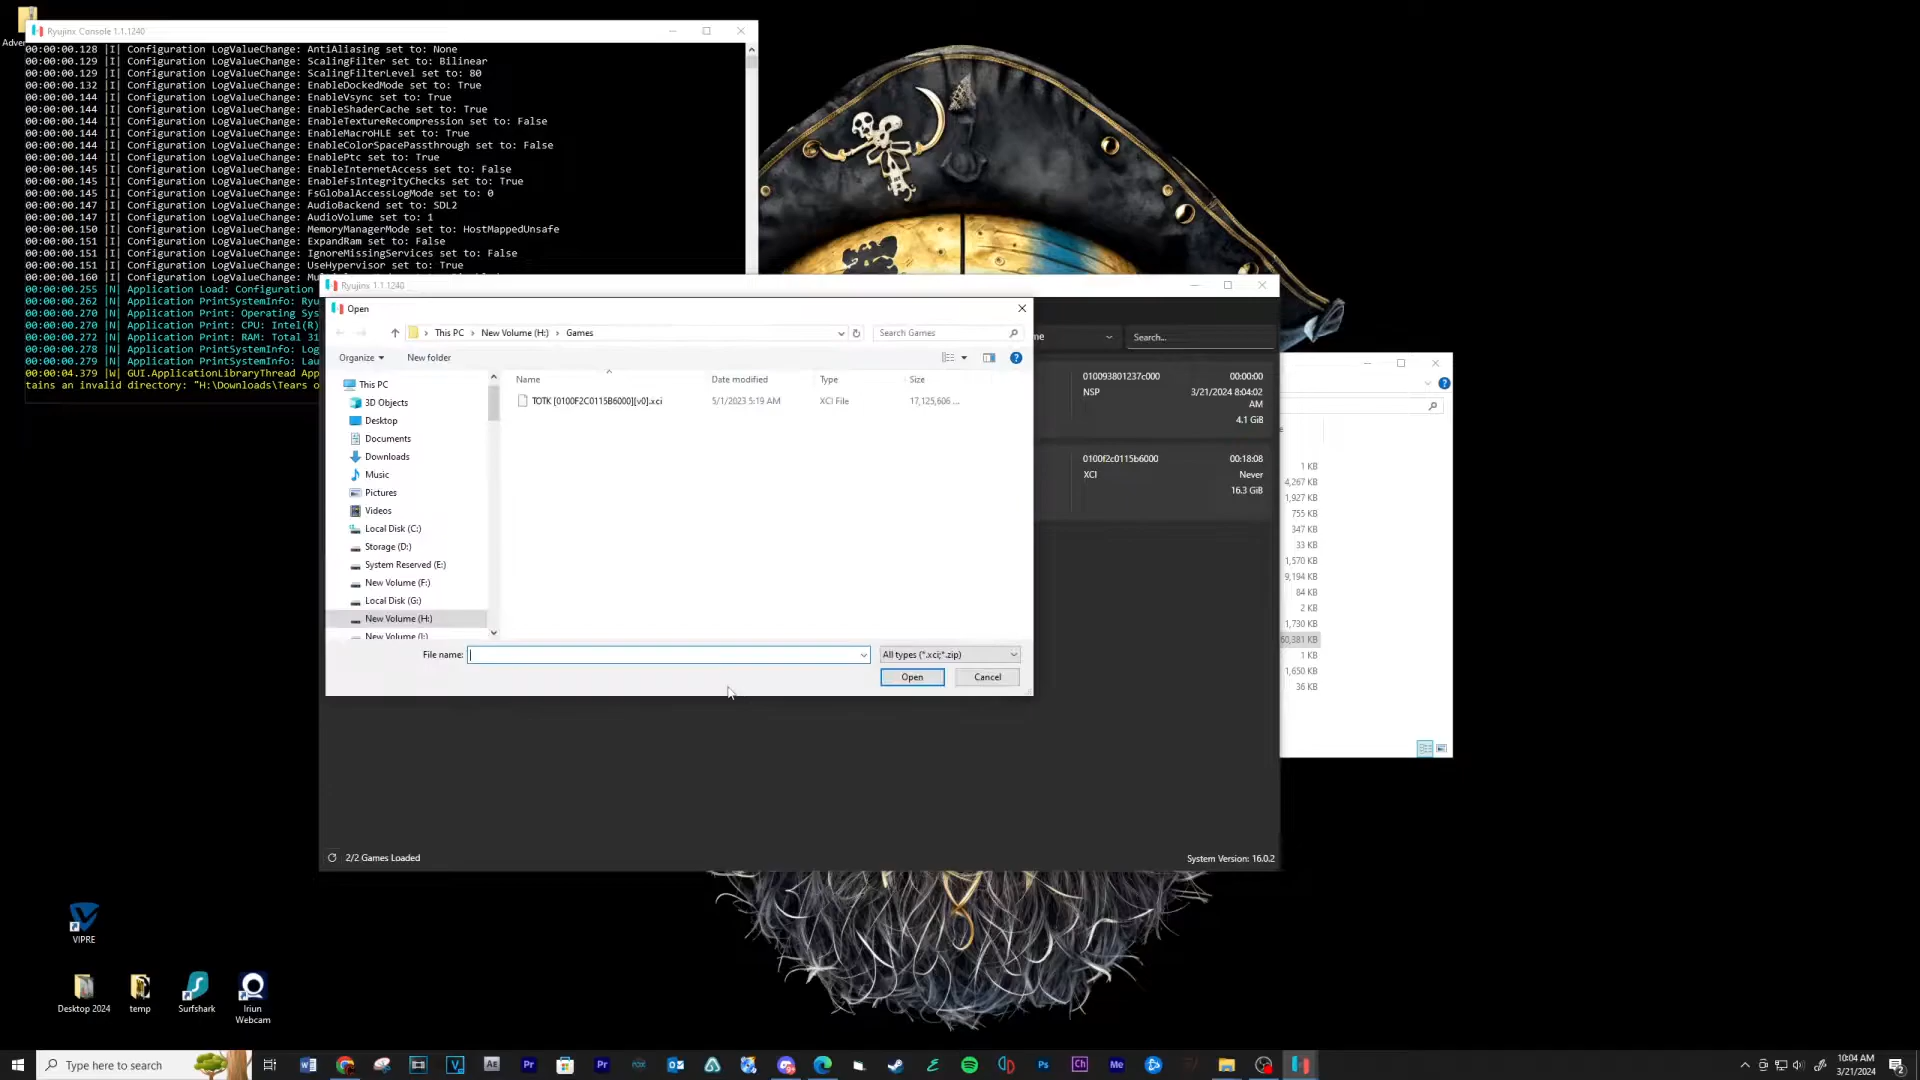 Adver
Ryujinx Console 1.1.1240
00:00:00.128 |I| Configuration LogValueChange: AntiAliasing set to: None
00:00:00.129 |I| Configuration LogValueChange: ScalingFilter set to: Bilinear
00:00:00.129 |I| Configuration LogValueChange: ScalingFilterLevel set to: 80
00:00:00.132 |I| Configuration LogValueChange: EnableDockedMode set to: True
00:00:00.144 |I| Configuration LogValueChange: EnableVsync set to: True
00:00:00.144 |I| Configuration LogValueChange: EnableShaderCache set to: True
00:00:00.144 |I| Configuration LogValueChange: EnableTextureRecompression set to: False
00:00:00.144 |I| Configuration LogValueChange: EnableMacroHLE set to: True
00:00:00.144 |I| Configuration LogValueChange: EnableColorSpacePassthrough set to: False
00:00:00.144 |I| Configuration LogValueChange: EnablePtc set to: True
00:00:00.145 |I| Configuration LogValueChange: EnableInternetAccess set to: False
00:00:00.145 |I| Configuration LogValueChange: EnableFsIntegrityChecks set to: True
00:00:00.145 |I| Configuration LogValueChange: FsGlobalAccessLogMode set to: 0
00:00:00.147 |I| Configuration LogValueChange: AudioBackend set to: SDL2
00:00:00.147 |I| Configuration LogValueChange: AudioVolume set to: 1
00:00:00.150 |I| Configuration LogValueChange: MemoryManagerMode set to: HostMappedUnsafe
00:00:00.151 |I| Configuration LogValueChange: ExpandRam set to: False
00:00:00.151 |I| Configuration LogValueChange: IgnoreMissingServices set to: False
00:00:00.151 |I| Configuration LogValueChange: UseHypervisor set to: True
00:00:00.160 |I| Configuration LogValueChange: Mu
00:00:00.255 |N| Application Load: Configuration
00:00:00.262 |N| Application PrintSystemInfo: Ryu
00:00:00.270 |N| Application Print: Operating Sys
00:00:00.270 |N| Application Print: CPU: Intel(R)
00:00:00.272 |N| Application Print: RAM: Total 31
00:00:00.278 |N| Application PrintSystemInfo: Log
00:00:00.279 |N| Application PrintSystemInfo: Lau
00:00:04.379 |W| GUI.ApplicationLibraryThread App
tains an invalid directory: "H:\Downloads\Tears o
Ryujinx 1.1.1240
Open
This PC › New Volume (H:) › Games
Search Games
Organize
New folder
Name Date modified Type Size
TOTK [0100F2C0115B6000][v0].xci 5/1/2023 5:19 AM XCI File 17,125,606 ...
This PC
3D Objects
Desktop
Documents
Downloads
Music
Pictures
Videos
Local Disk (C:)
Storage (D:)
System Reserved (E:)
New Volume (F:)
Local Disk (G:)
New Volume (H:)
New Volume (I:)
File name:
All types (*.xci;*.zip)
Open Cancel
me
Search...
010093801237c000 00:00:00
NSP 3/21/2024 8:04:02
AM
4.1 GiB
0100f2c0115b6000 00:18:08
XCI Never
16.3 GiB
2/2 Games Loaded
System Version: 16.0.2
1 KB
4,267 KB
1,927 KB
755 KB
347 KB
33 KB
1,570 KB
9,194 KB
84 KB
2 KB
1,730 KB
60,381 KB
1 KB
1,650 KB
36 KB
VIPRE
Desktop 2024
temp
Surfshark
Iriun
Webcam
Type here to search
10:04 AM
3/21/2024